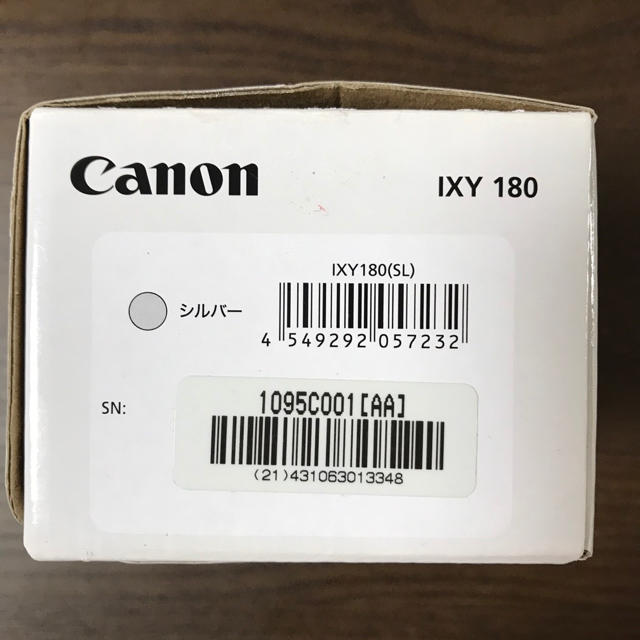 Canon
IXY 180
IXY180(SL)
シルバー
4 549292 057232
SN:
1095C001[AA]
(21)431063013348